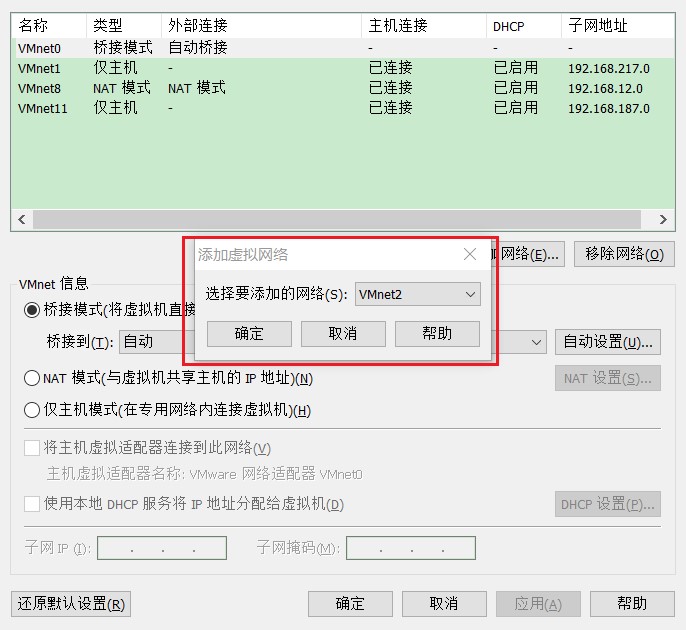 名称 类型 外部连接 主机连接 DHCP 子网地址
VMnet0 桥接模式 自动桥接 - - -
VMnet1 仅主机 - 已连接 已启用 192.168.217.0
VMnet8 NAT 模式 NAT 模式 已连接 已启用 192.168.12.0
VMnet11 仅主机 - 已连接 已启用 192.168.187.0
添加虚拟网络
网络(E)... 移除网络(O)
选择要添加的网络(S): VMnet2
确定 取消 帮助
VMnet 信息
桥接模式(将虚拟机直接
桥接到(T): 自动 自动设置(U)...
NAT 模式(与虚拟机共享主机的 IP 地址)(N) NAT 设置(S)...
仅主机模式(在专用网络内连接虚拟机)(H)
将主机虚拟适配器连接到此网络(V)
主机虚拟适配器名称: VMware 网络适配器 VMnet0
使用本地 DHCP 服务将 IP 地址分配给虚拟机(D) DHCP 设置(P)...
子网 IP (I): . . . 子网掩码(M): . . .
还原默认设置(R) 确定 取消 应用(A) 帮助